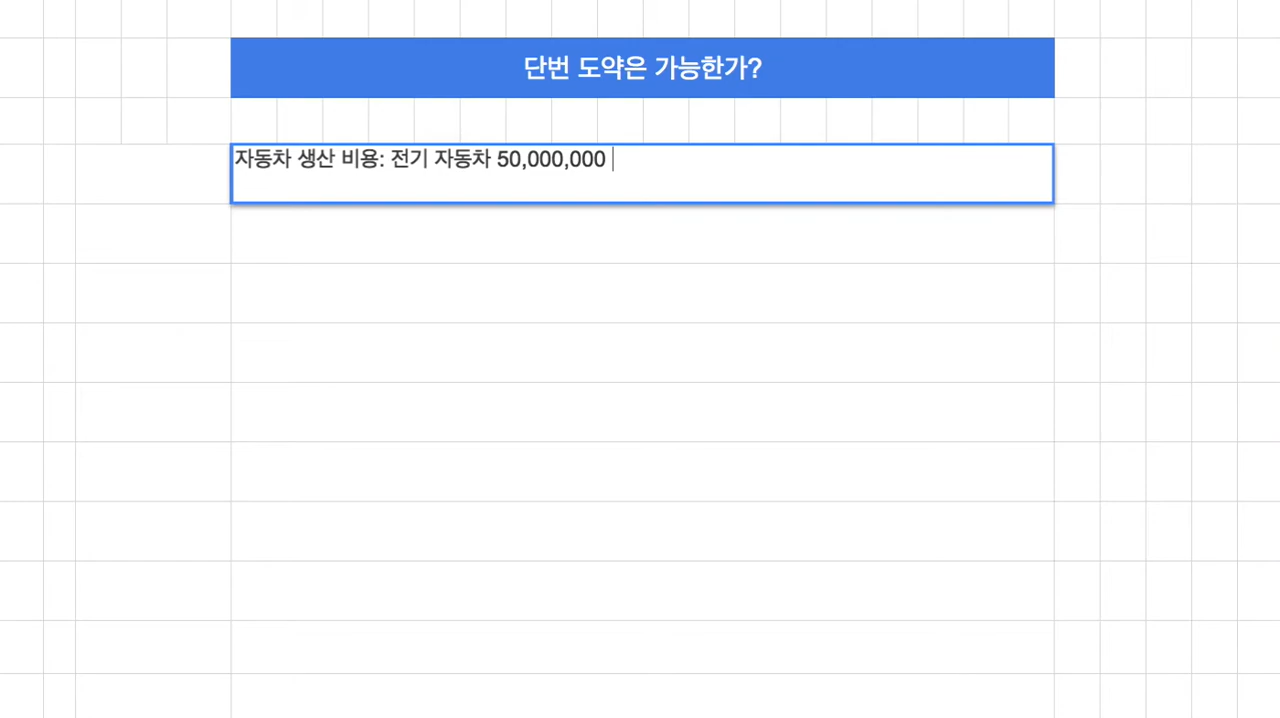 단번 도약은 가능한가?
자동차 생산 비용: 전기 자동차 50,000,000